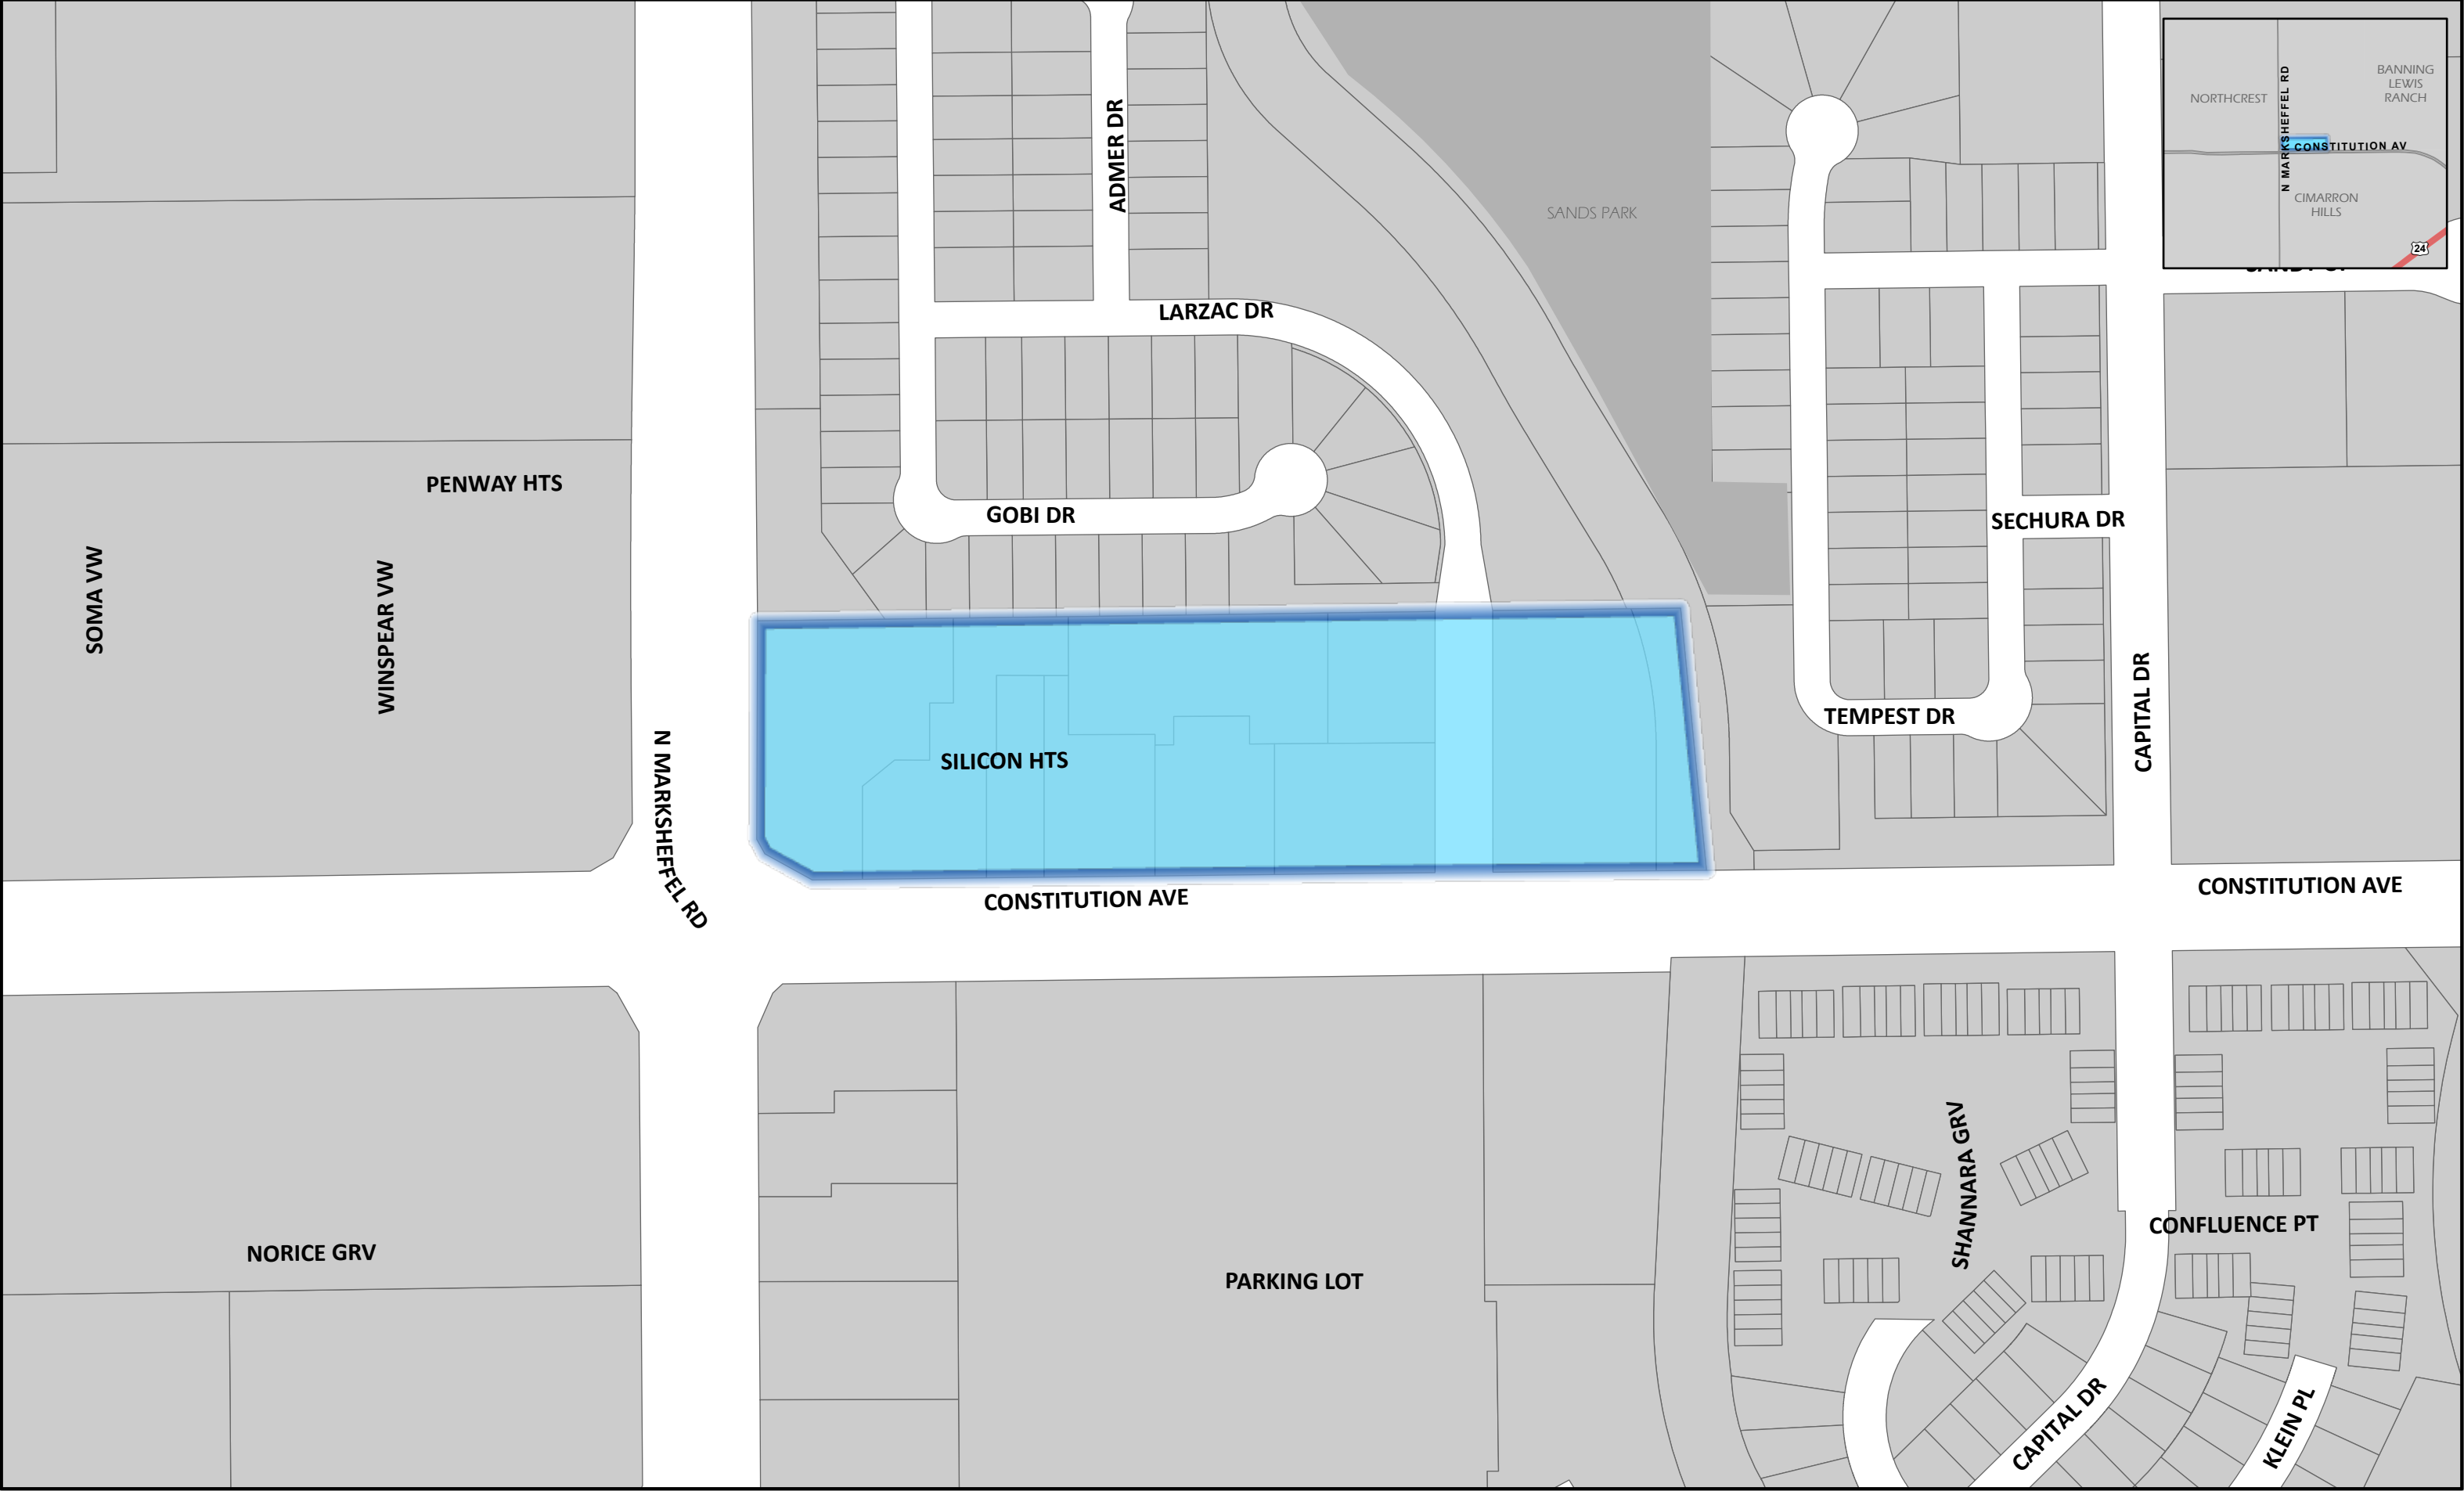 ADMER DR
SANDS PARK
NORTHCREST
N MARKSHEFFEL RD
BANNING
LEWIS
RANCH
CONSTITUTION AV
CIMARRON
HILLS
24
LARZAC DR
PENWAY HTS
GOBI DR
SECHURA DR
SOMA VW
WINSPEAR VW
CAPITAL DR
TEMPEST DR
SILICON HTS
N MARKSHEFFEL RD
CONSTITUTION AVE
CONSTITUTION AVE
SHANNARA GRV
CONFLUENCE PT
NORICE GRV
PARKING LOT
CAPITAL DR
KLEIN PL